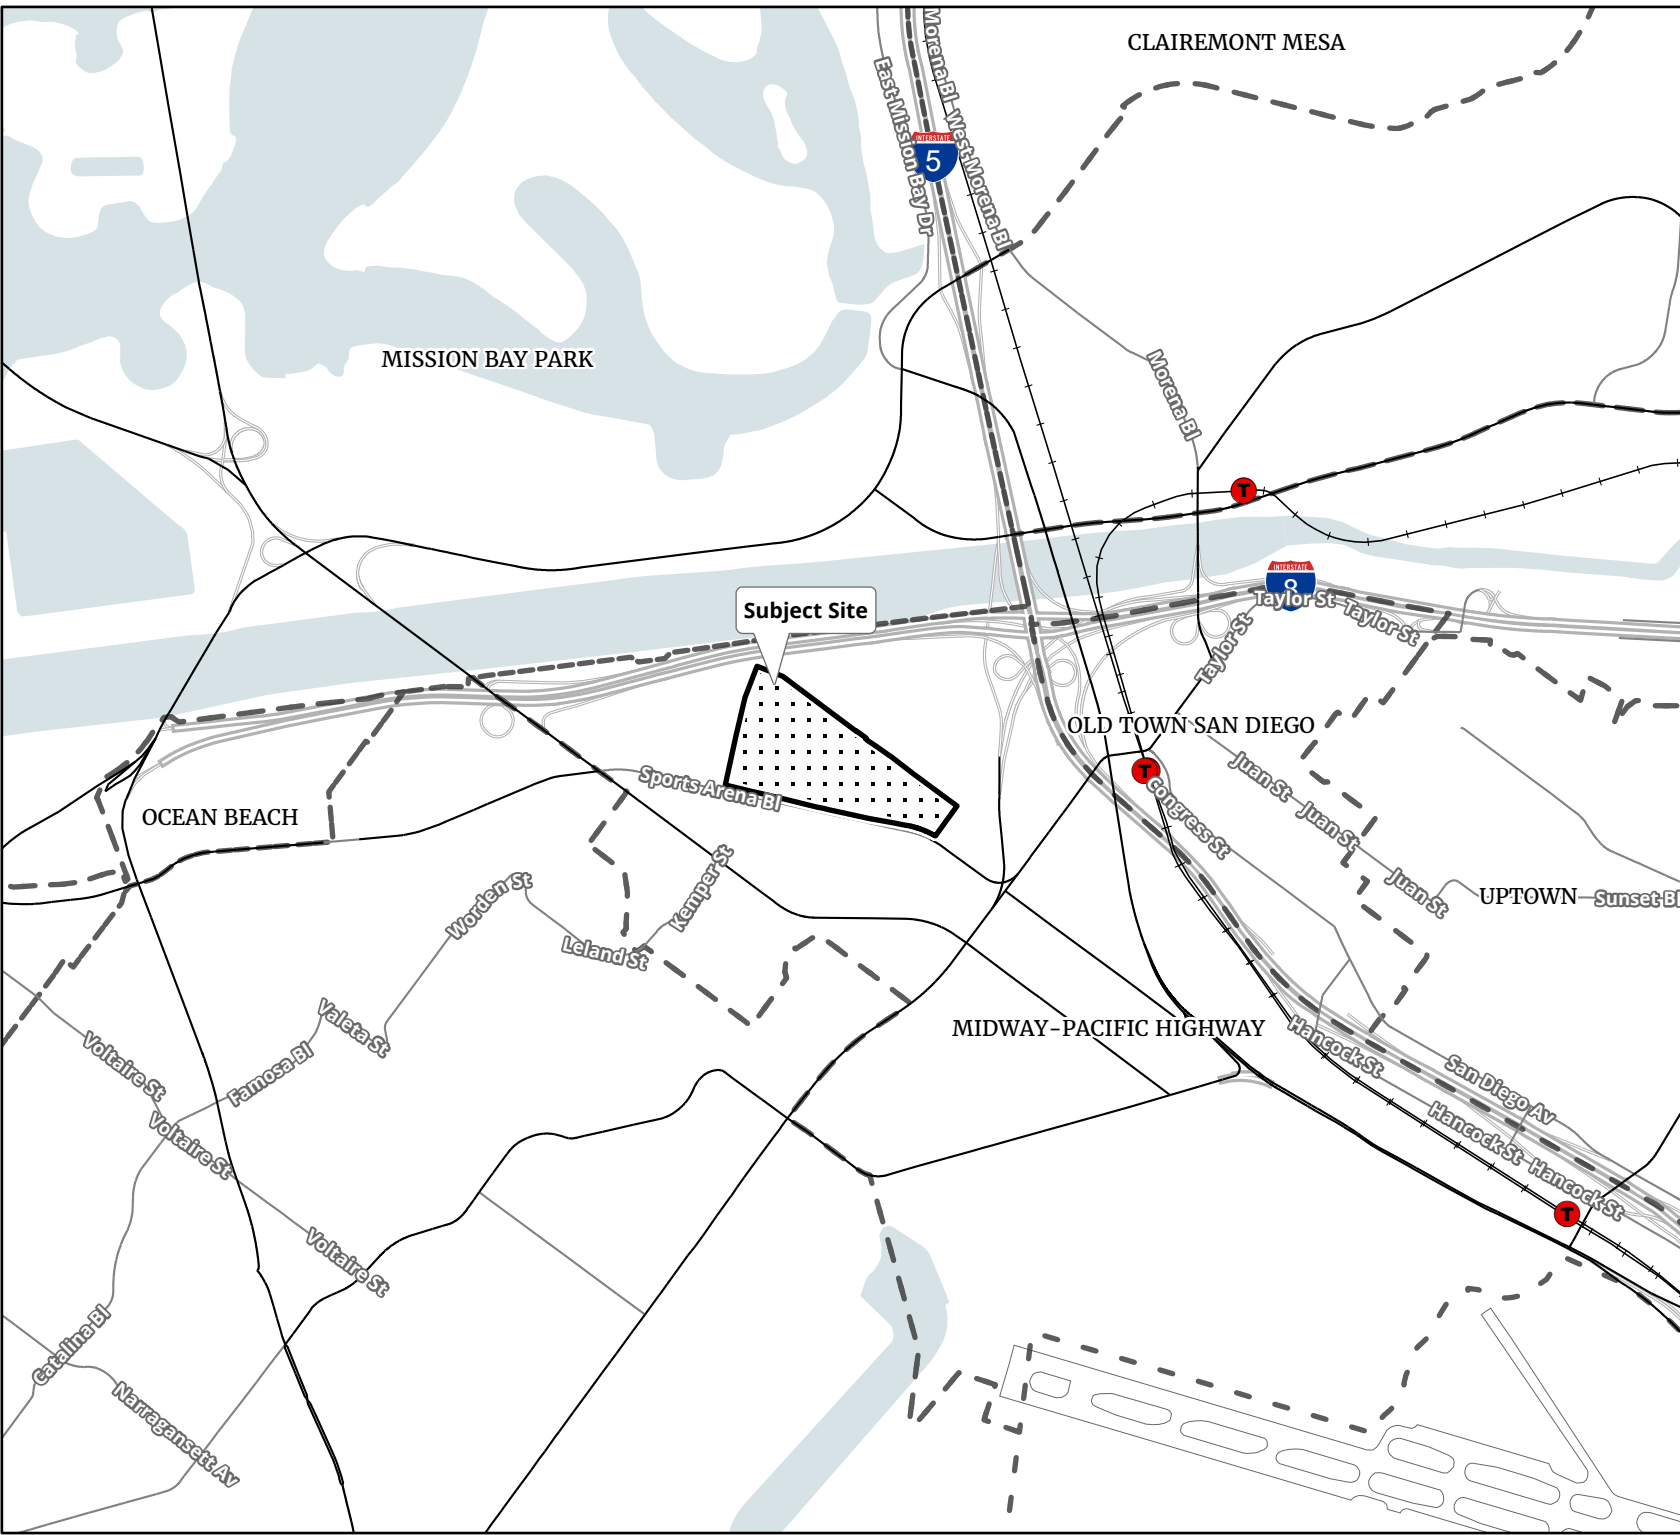 CLAIREMONT MESA
Morena Bl
East Mission Bay Dr
West Morena Bl
INTERSTATE
5
MISSION BAY PARK
Morena Bl
INTERSTATE
8
Taylor St
Taylor St
Taylor St
Subject Site
OLD TOWN SAN DIEGO
T
T
Sports Arena Bl
OCEAN BEACH
Juan St
Juan St
Juan St
Congress St
UPTOWN
Sunset Bl
Kemper St
Worden St
Leland St
MIDWAY-PACIFIC HIGHWAY
Valeta St
Famosa Bl
Voltaire St
Voltaire St
Voltaire St
Hancock St
San Diego Av
Hancock St
Hancock St
T
Catalina Bl
Narragansett Av